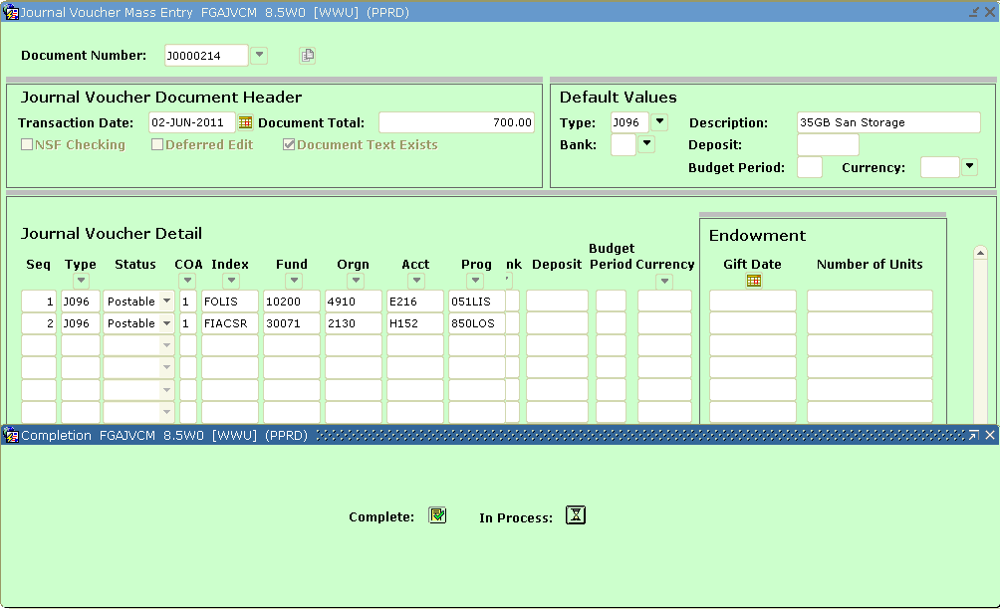 Journal Voucher Mass Entry FGAJVCM 8.5W0 [WWU] (PPRD)
Document Number: J0000214
Journal Voucher Document Header
Default Values
Transaction Date: 02-JUN-2011 Document Total: 700.00
Type: J096 Description: 35GB San Storage
NSF Checking Deferred Edit Document Text Exists
Bank: Deposit:
Budget Period: Currency:
Journal Voucher Detail
Endowment
Seq Type Status COA Index Fund Orgn Acct Prog nk Deposit Budget Period Currency Gift Date Number of Units
1 J096 Postable 1 FOLIS 10200 4910 E216 051LIS
2 J096 Postable 1 FIACSR 30071 2130 H152 850LOS
Completion FGAJVCM 8.5W0 [WWU] (PPRD)
Complete: In Process: